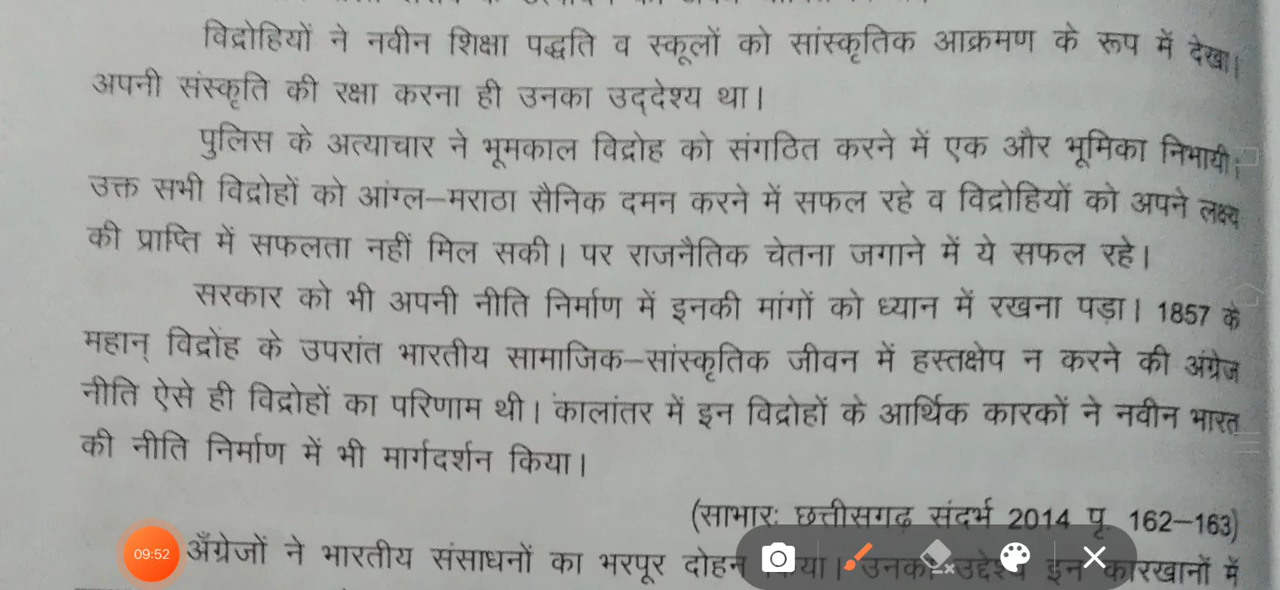 विद्रोहियों ने नवीन शिक्षा पद्धति व स्कूलों को सांस्कृतिक आक्रमण के रूप में देखा।
अपनी संस्कृति की रक्षा करना ही उनका उद्देश्य था।
पुलिस के अत्याचार ने भूमकाल विद्रोह को संगठित करने में एक और भूमिका निभायी।
उक्त सभी विद्रोहों को आंग्ल–मराठा सैनिक दमन करने में सफल रहे व विद्रोहियों को अपने लक्ष्य
की प्राप्ति में सफलता नहीं मिल सकी। पर राजनैतिक चेतना जगाने में ये सफल रहे।
सरकार को भी अपनी नीति निर्माण में इनकी मांगों को ध्यान में रखना पड़ा। 1857 के
महान् विद्रोह के उपरांत भारतीय सामाजिक–सांस्कृतिक जीवन में हस्तक्षेप न करने की अंग्रेज
नीति ऐसे ही विद्रोहों का परिणाम थी। कालांतर में इन विद्रोहों के आर्थिक कारकों ने नवीन भारत
की नीति निर्माण में भी मार्गदर्शन किया।
(साभारः छत्तीसगढ़ संदर्भ 2014 पृ. 162–163)
09:52
अँग्रेजों ने भारतीय संसाधनों का भरपूर दोहन किया। उनका उद्देश्य इन कारखानों में